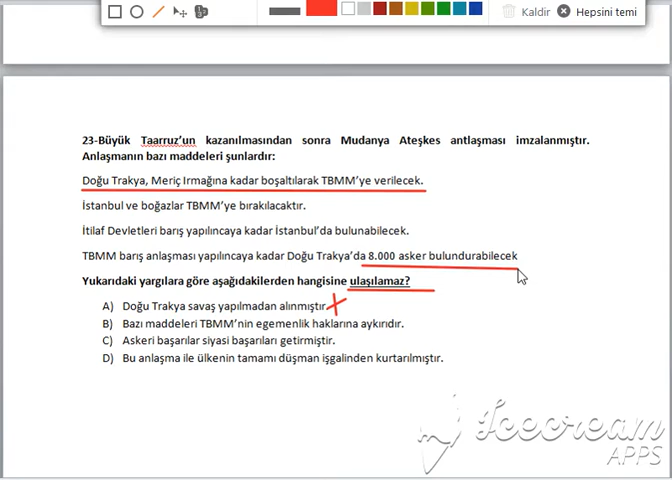 Kaldir Hepsini temi
23-Büyük Taarruz'un kazanılmasından sonra Mudanya Ateşkes antlaşması imzalanmıştır.
Anlaşmanın bazı maddeleri şunlardır:
Doğu Trakya, Meriç Irmağına kadar boşaltılarak TBMM'ye verilecek.
İstanbul ve boğazlar TBMM'ye bırakılacaktır.
İtilaf Devletleri barış yapılıncaya kadar İstanbul'da bulunabilecek.
TBMM barış anlaşması yapılıncaya kadar Doğu Trakya'da 8.000 asker bulundurabilecek
Yukarıdaki yargılara göre aşağıdakilerden hangisine ulaşılamaz?
A) Doğu Trakya savaş yapılmadan alınmıştır.
B) Bazı maddeleri TBMM'nin egemenlik haklarına aykırıdır.
C) Askeri başarılar siyasi başarıları getirmiştir.
D) Bu anlaşma ile ülkenin tamamı düşman işgalinden kurtarılmıştır.
Icecream
APPS